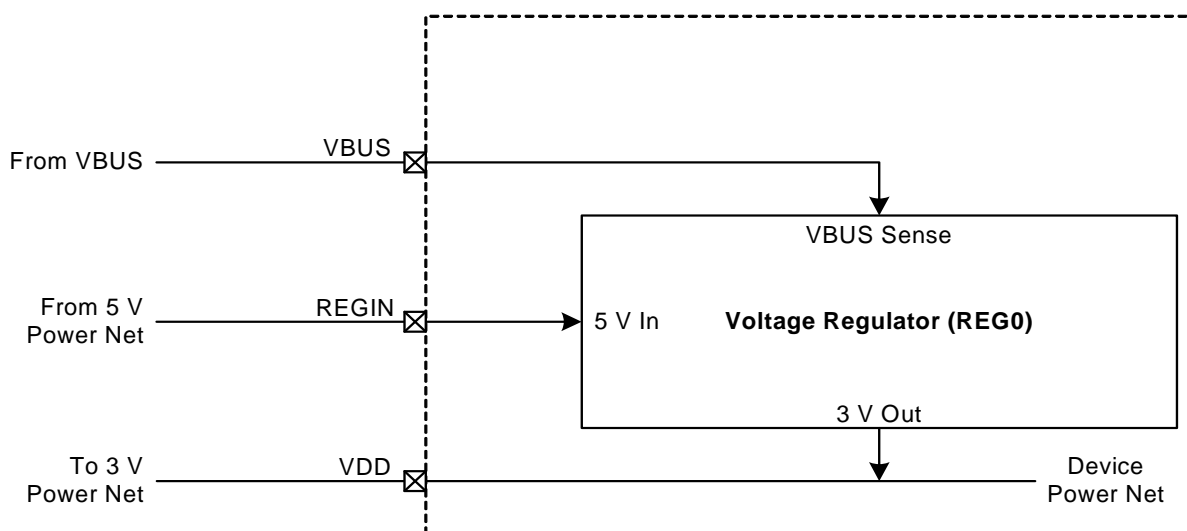 From VBUS
VBUS
VBUS Sense
From 5 V
Power Net
REGIN
5 V In
Voltage Regulator (REG0)
3 V Out
To 3 V
Power Net
VDD
Device
Power Net